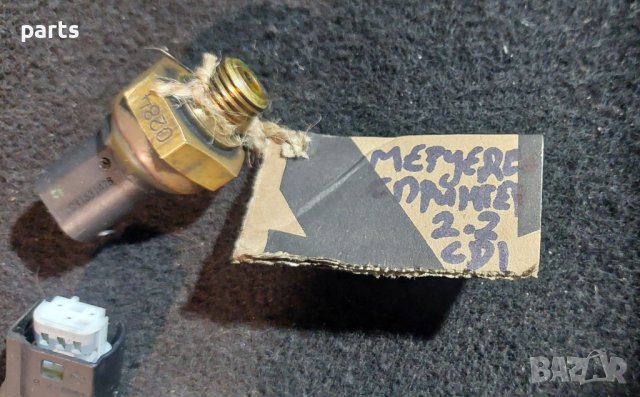 parts
0281
МЕРЦЕДЕС
СПРИНТЕР
2.2
CDI
BAZAR